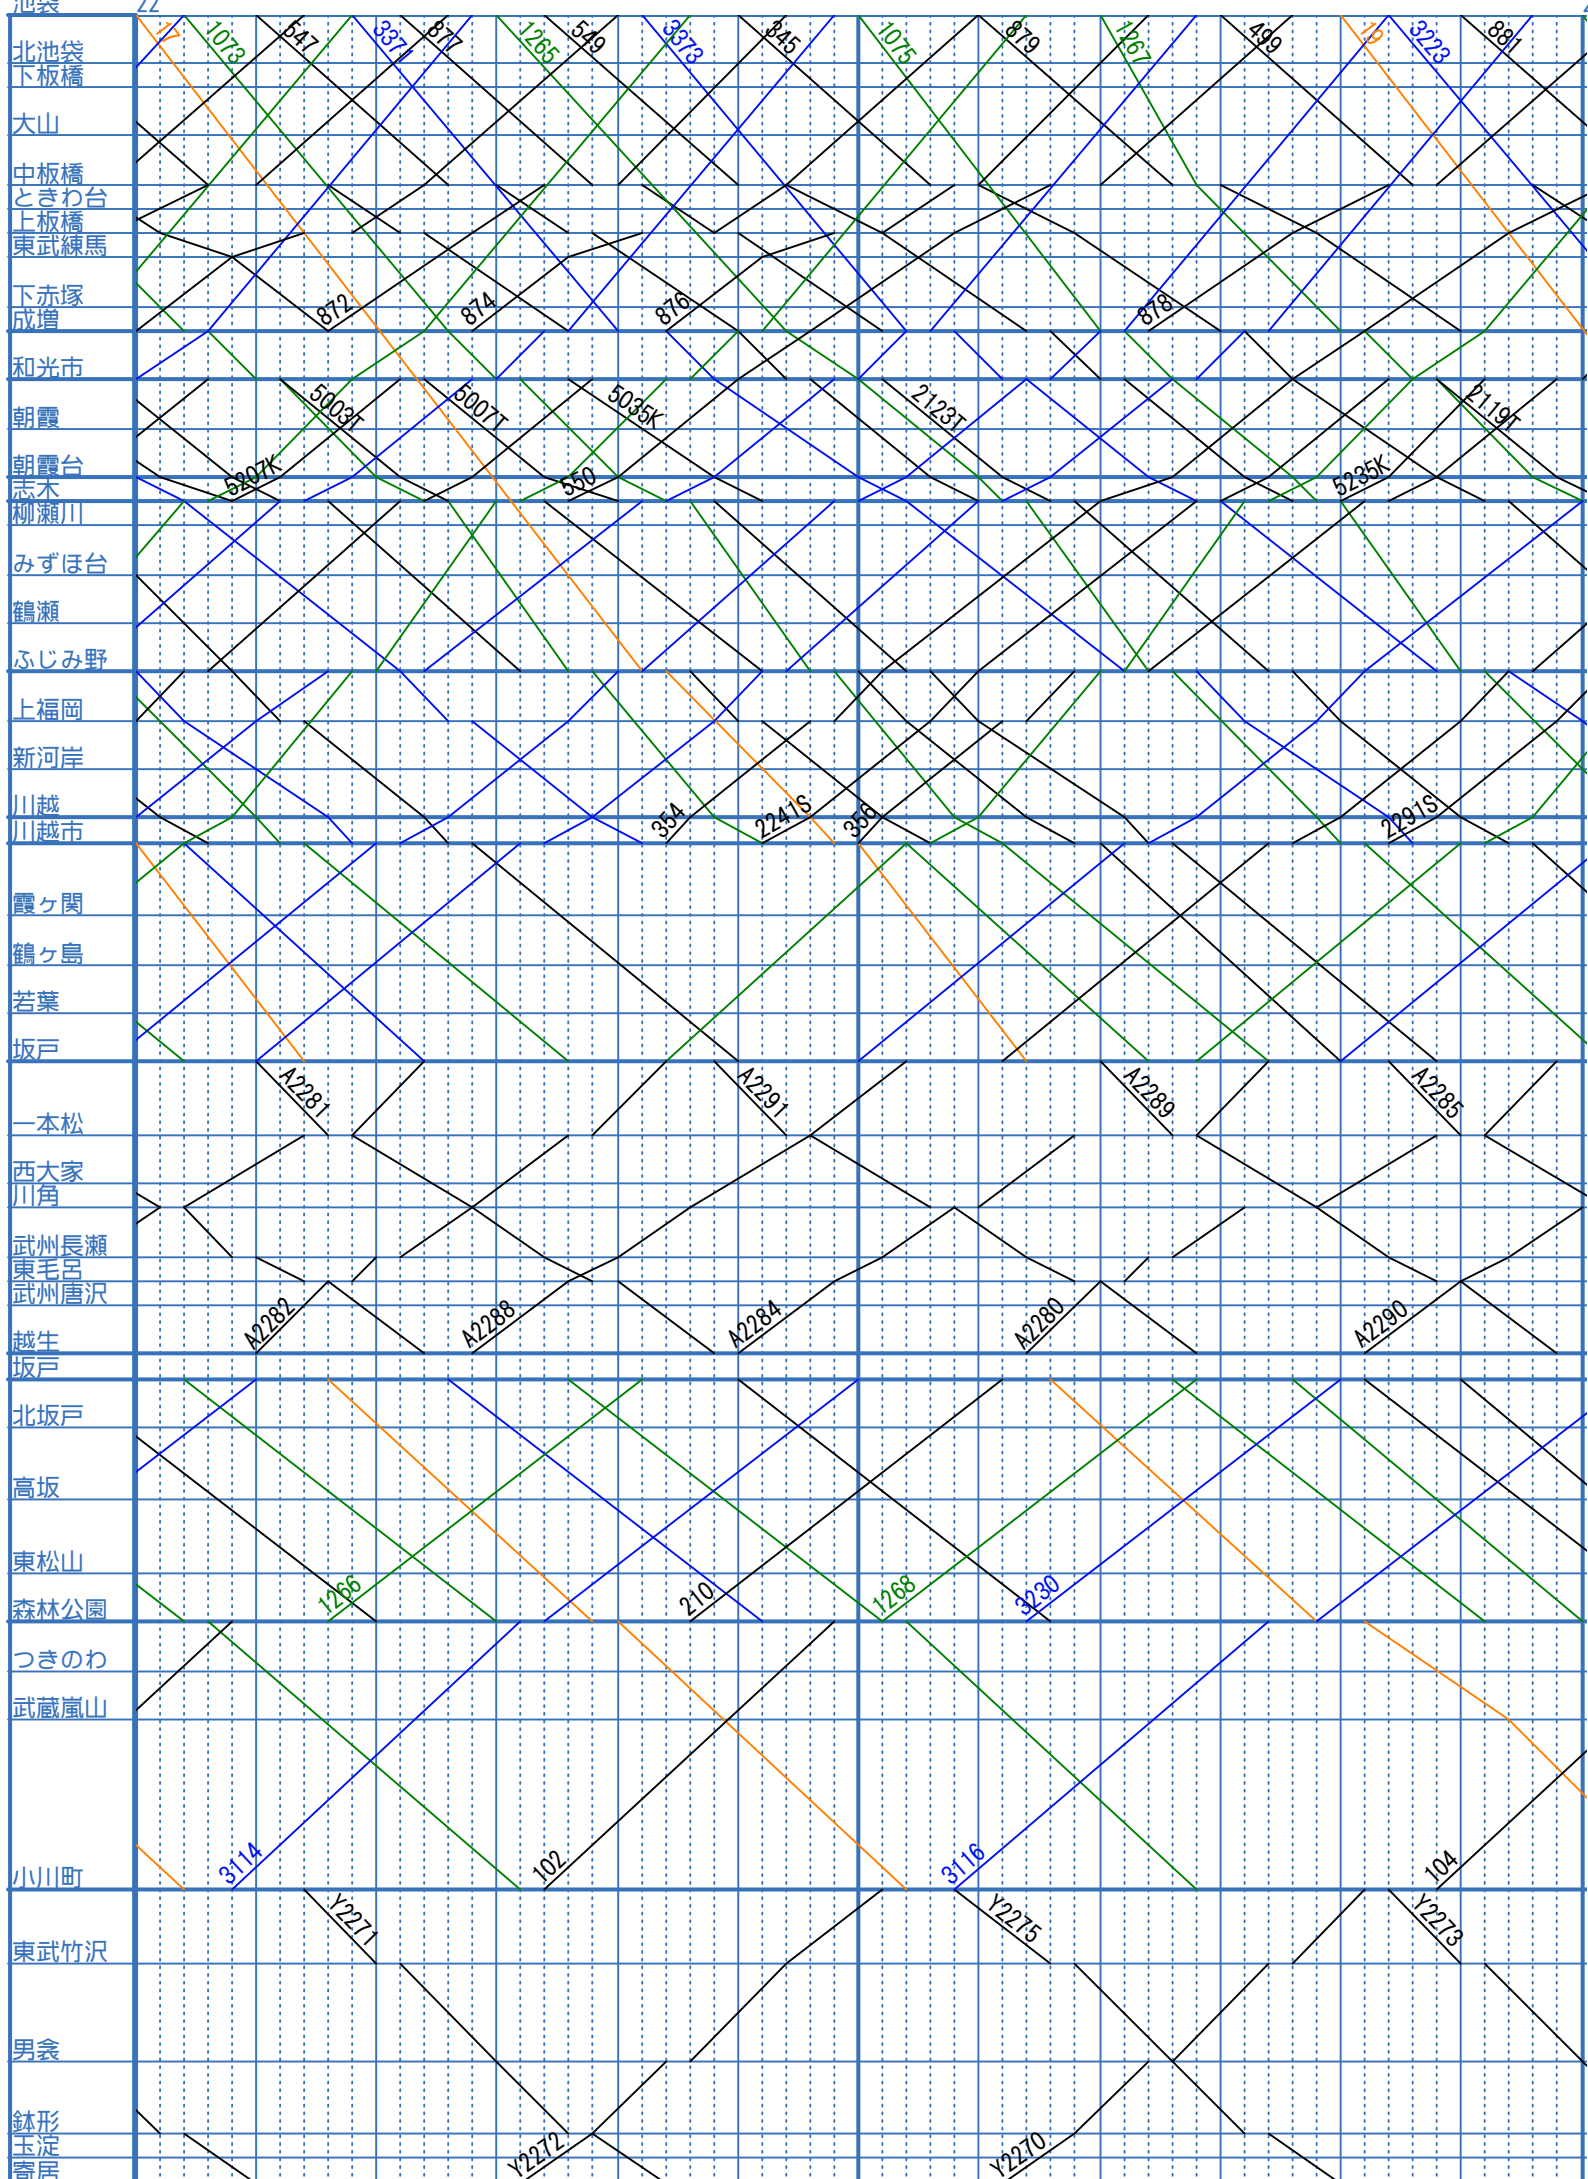 池袋 22
17 1073 547 3371 877 1265 549 3373 345 1075 879 1267 499 19 3223 881
北池袋
下板橋
大山
中板橋
ときわ台
上板橋
東武練馬
下赤塚
872 874 876 878
成増
和光市
5003T 5007T 5035K 2123T 2119T
朝霞
朝霞台
5207K 550 5235K
志木
柳瀬川
みずほ台
鶴瀬
ふじみ野
上福岡
新河岸
川越
354 2241S 356 2291S
川越市
霞ヶ関
鶴ヶ島
若葉
坂戸
A2281 A2291 A2289 A2285
一本松
西大家
川角
武州長瀬
東毛呂
武州唐沢
A2282 A2288 A2284 A2280 A2290
越生
坂戸
北坂戸
高坂
東松山
1266 210 1268 3230
森林公園
つきのわ
武蔵嵐山
3114 102 3116 104
小川町
Y2271 Y2275 Y2273
東武竹沢
男衾
鉢形
玉淀
Y2272 Y2270
寄居